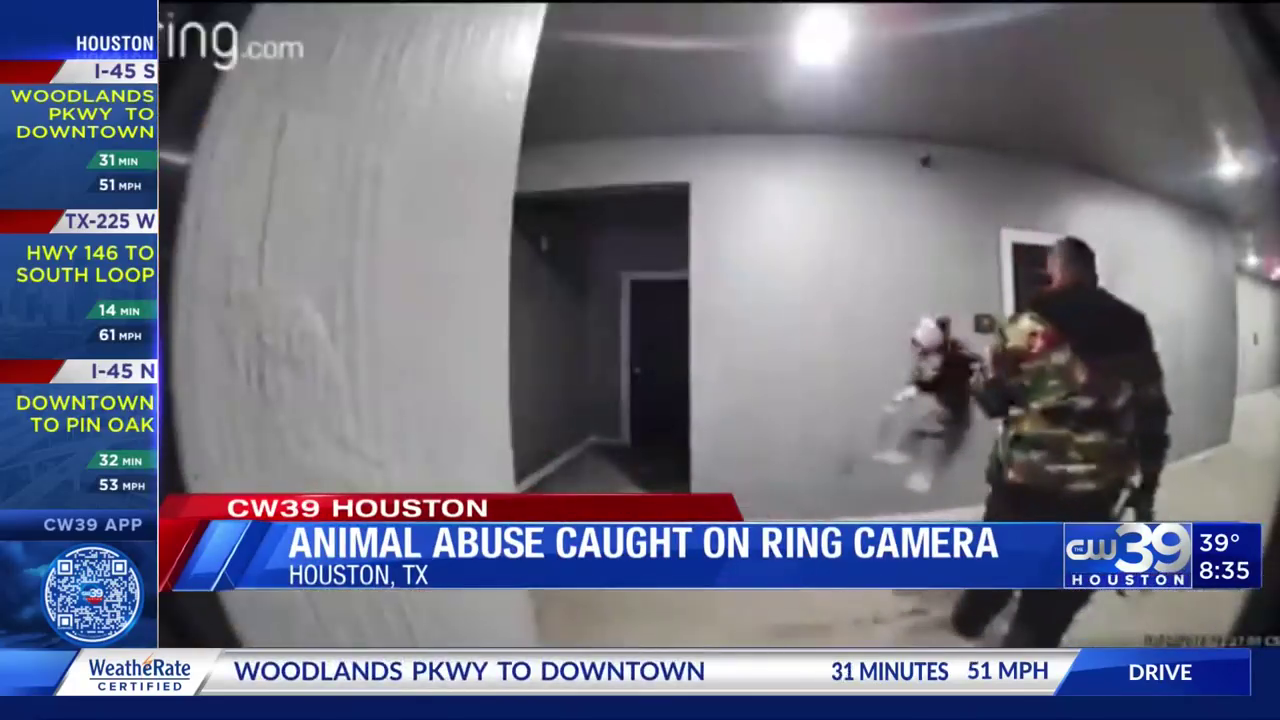 HOUSTON
I-45 S
WOODLANDS
PKWY TO
DOWNTOWN
31 MIN
51 MPH
TX-225 W
HWY 146 TO
SOUTH LOOP
14 MIN
61 MPH
I-45 N
DOWNTOWN
TO PIN OAK
32 MIN
53 MPH
CW39 APP
ring.com
CW39 HOUSTON
ANIMAL ABUSE CAUGHT ON RING CAMERA
HOUSTON, TX
THE CW 39
HOUSTON
39°
8:35
WeatheRate
CERTIFIED
WOODLANDS PKWY TO DOWNTOWN 31 MINUTES 51 MPH
DRIVE